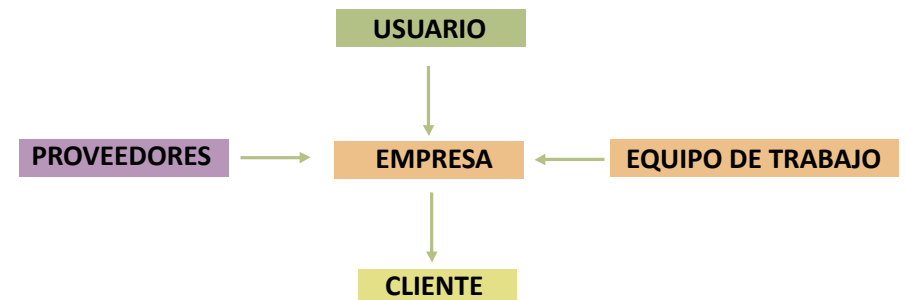 USUARIO
PROVEEDORES
EMPRESA
EQUIPO DE TRABAJO
CLIENTE